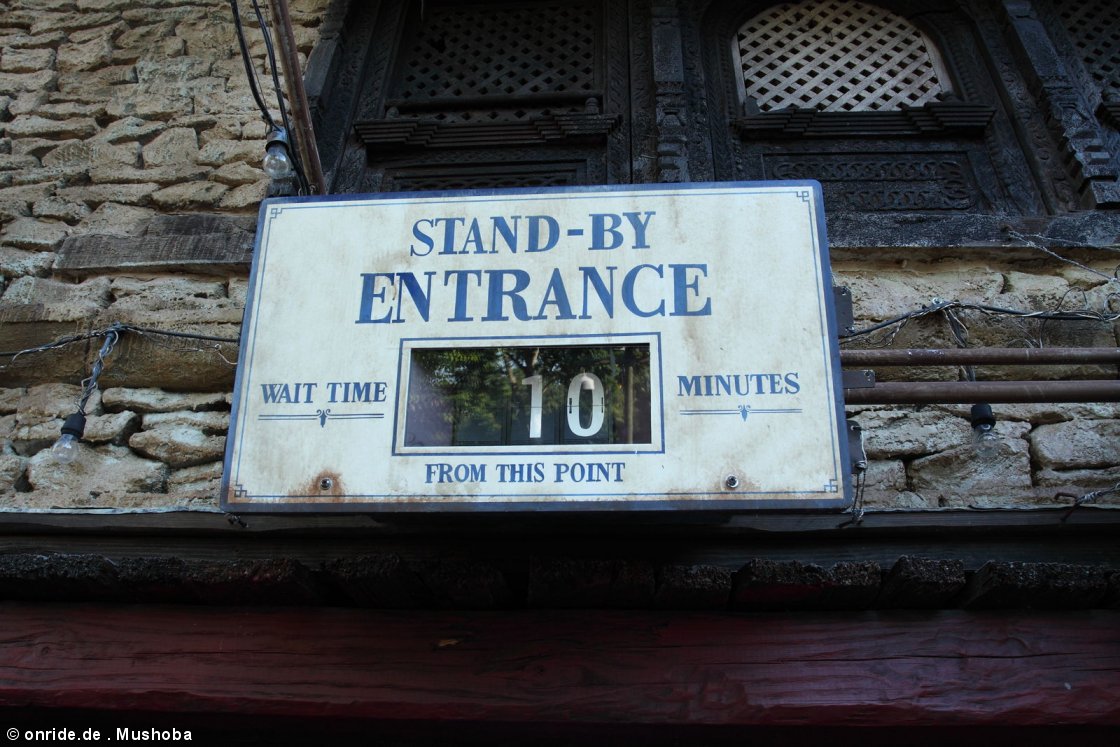 STAND-BY
ENTRANCE
WAIT TIME 10 MINUTES
FROM THIS POINT
© onride.de . Mushoba